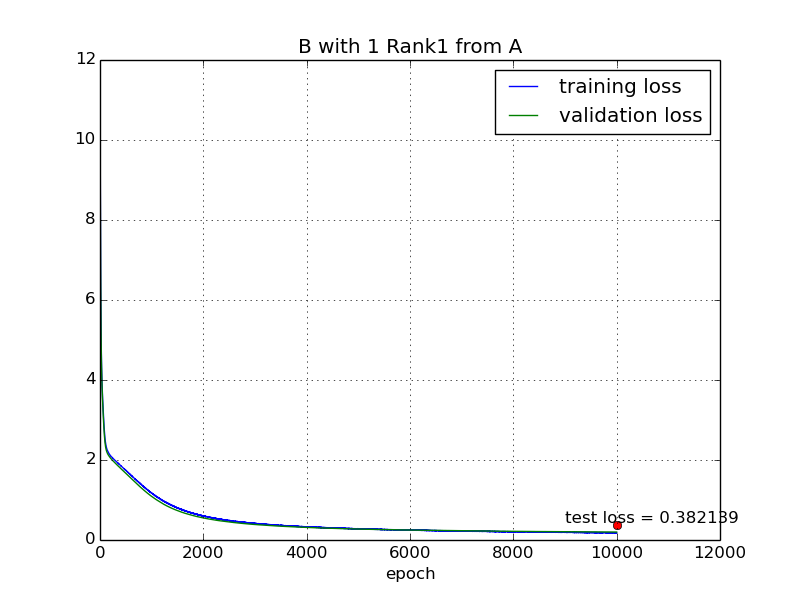 B with 1 Rank1 from A
12
10
8
6
4
2
0
training loss
validation loss
test loss = 0.382139
0 2000 4000 6000 8000 10000 12000
epoch